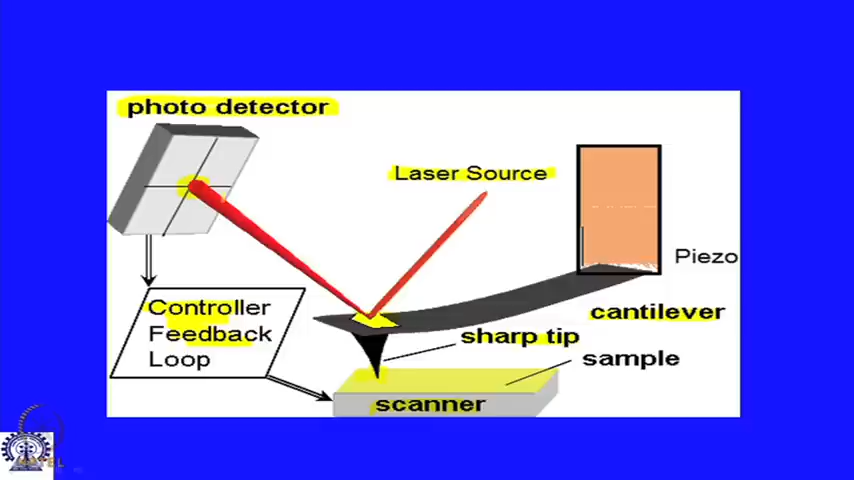 photo detector
Laser Source
Piezo
cantilever
Controller
Feedback
Loop
sharp tip
sample
scanner